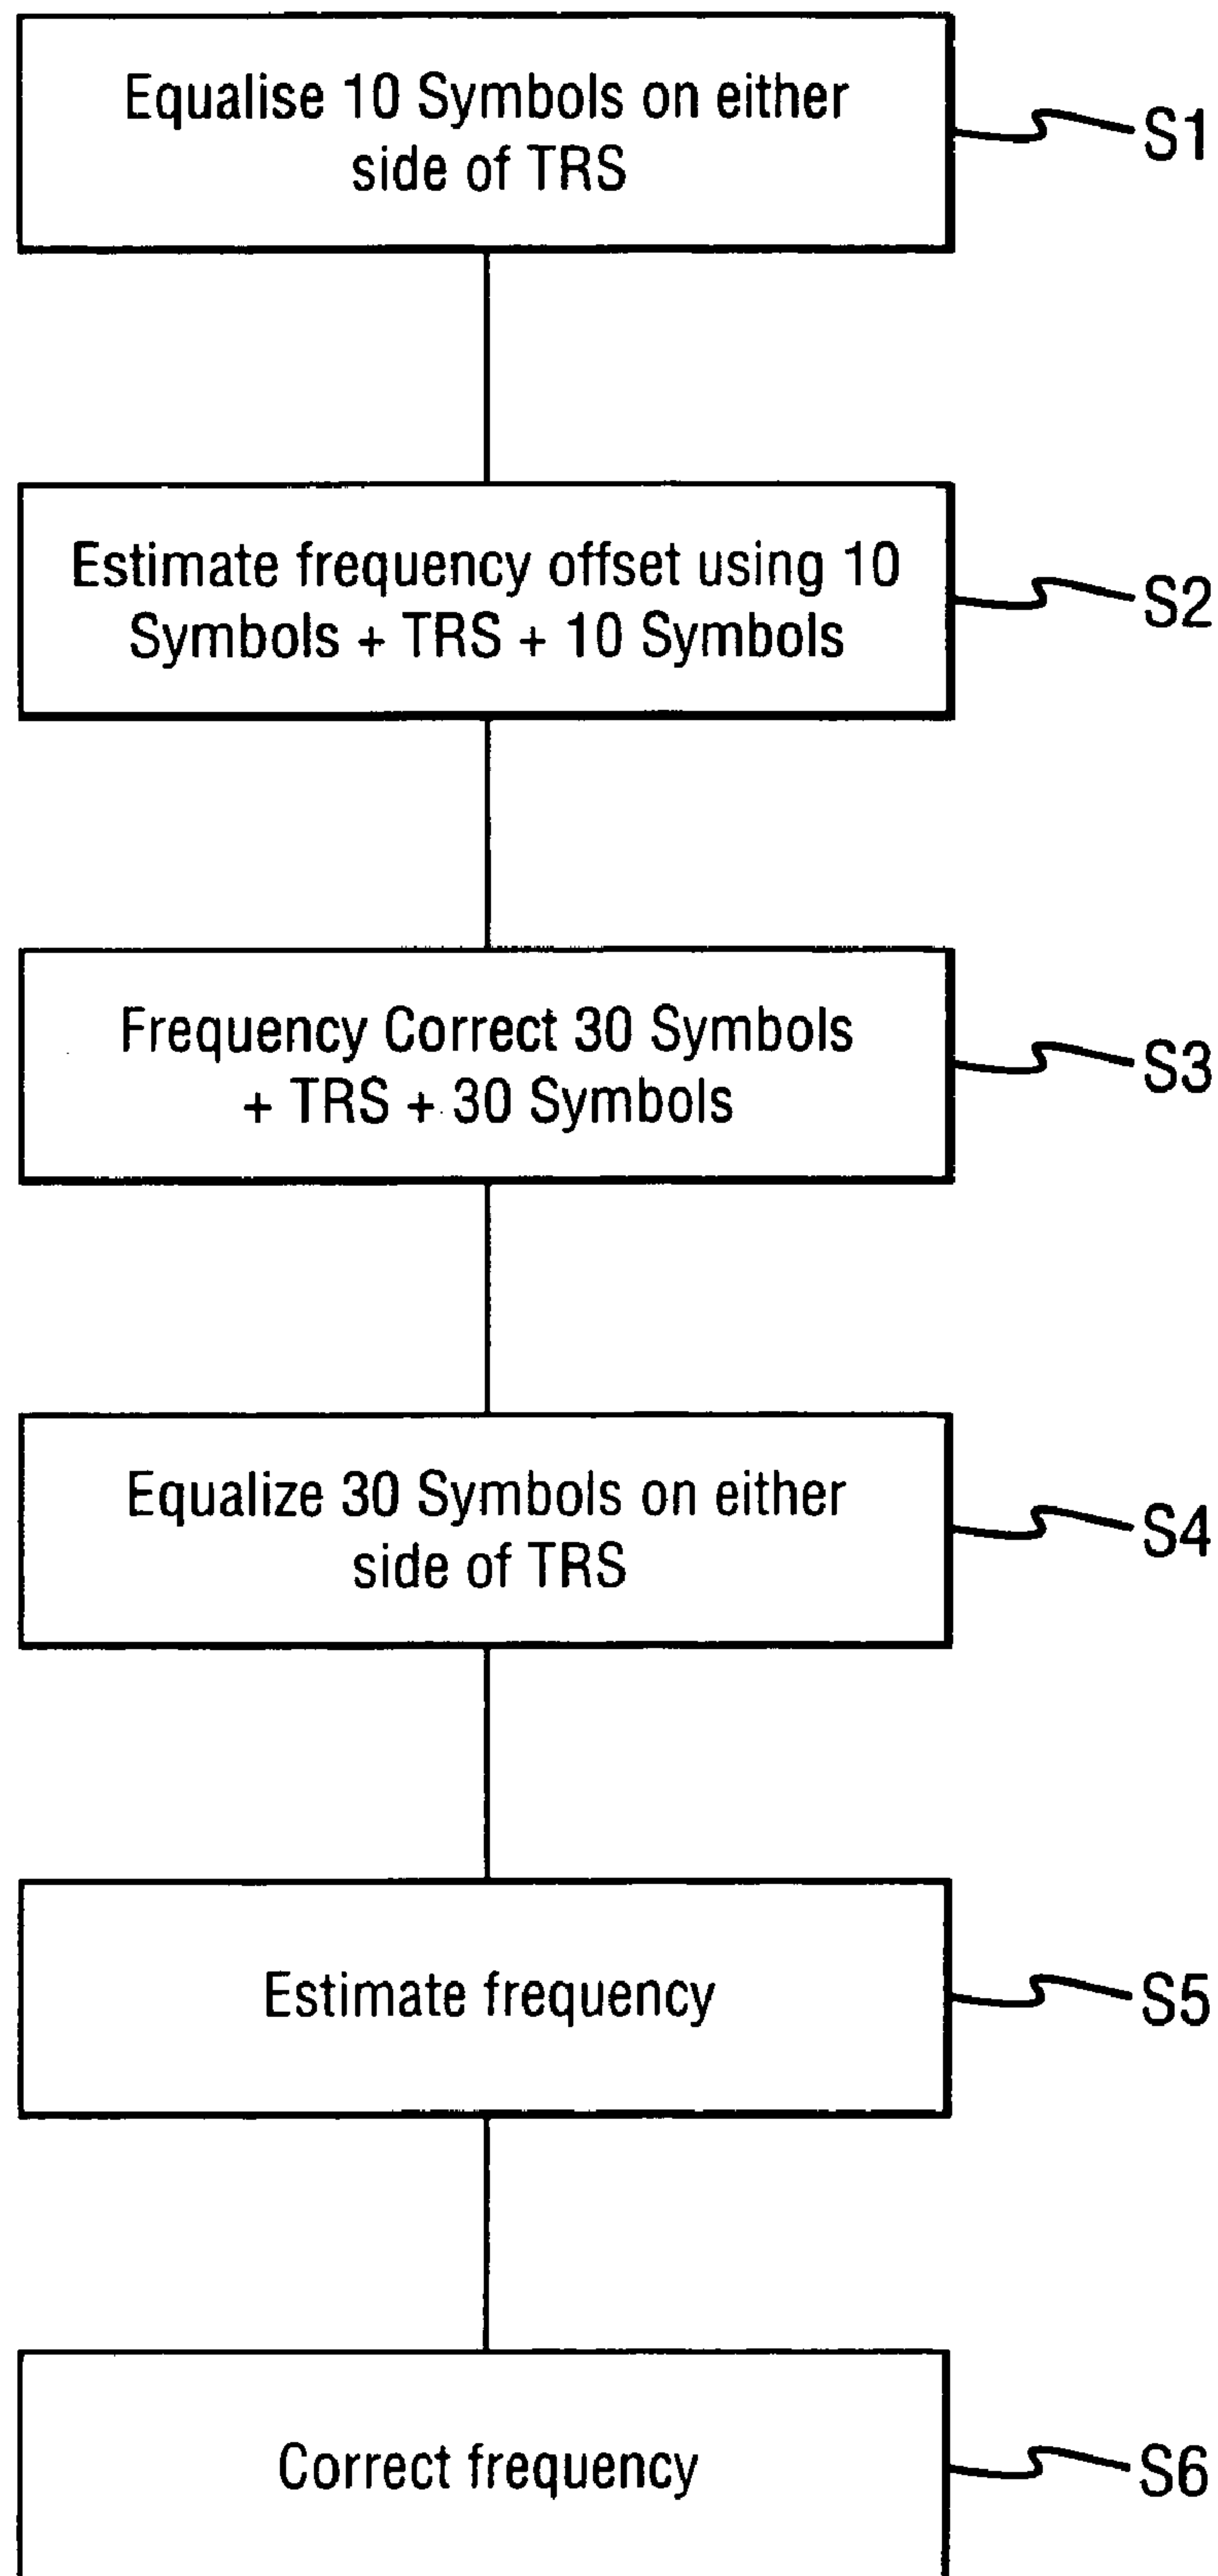 Equalise 10 Symbols on either
side of TRS
S1
Estimate frequency offset using 10
Symbols + TRS + 10 Symbols
S2
Frequency Correct 30 Symbols
+ TRS + 30 Symbols
S3
Equalize 30 Symbols on either
side of TRS
S4
Estimate frequency
S5
Correct frequency
S6